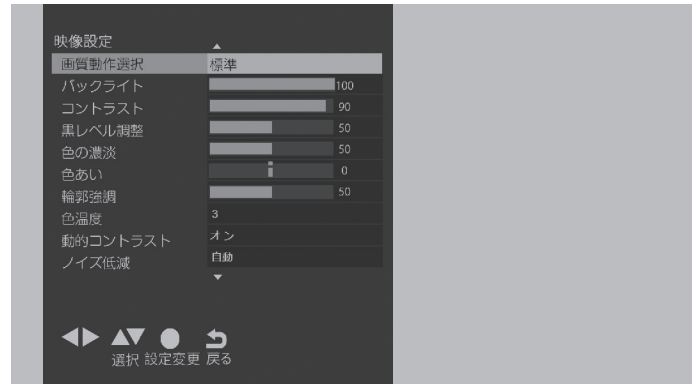 映像設定
画質動作選択 標準
バックライト 100
コントラスト 90
黒レベル調整 50
色の濃淡 50
色あい 0
輪郭強調 50
色温度 3
動的コントラスト オン
ノイズ低減 自動
選択 設定変更 戻る